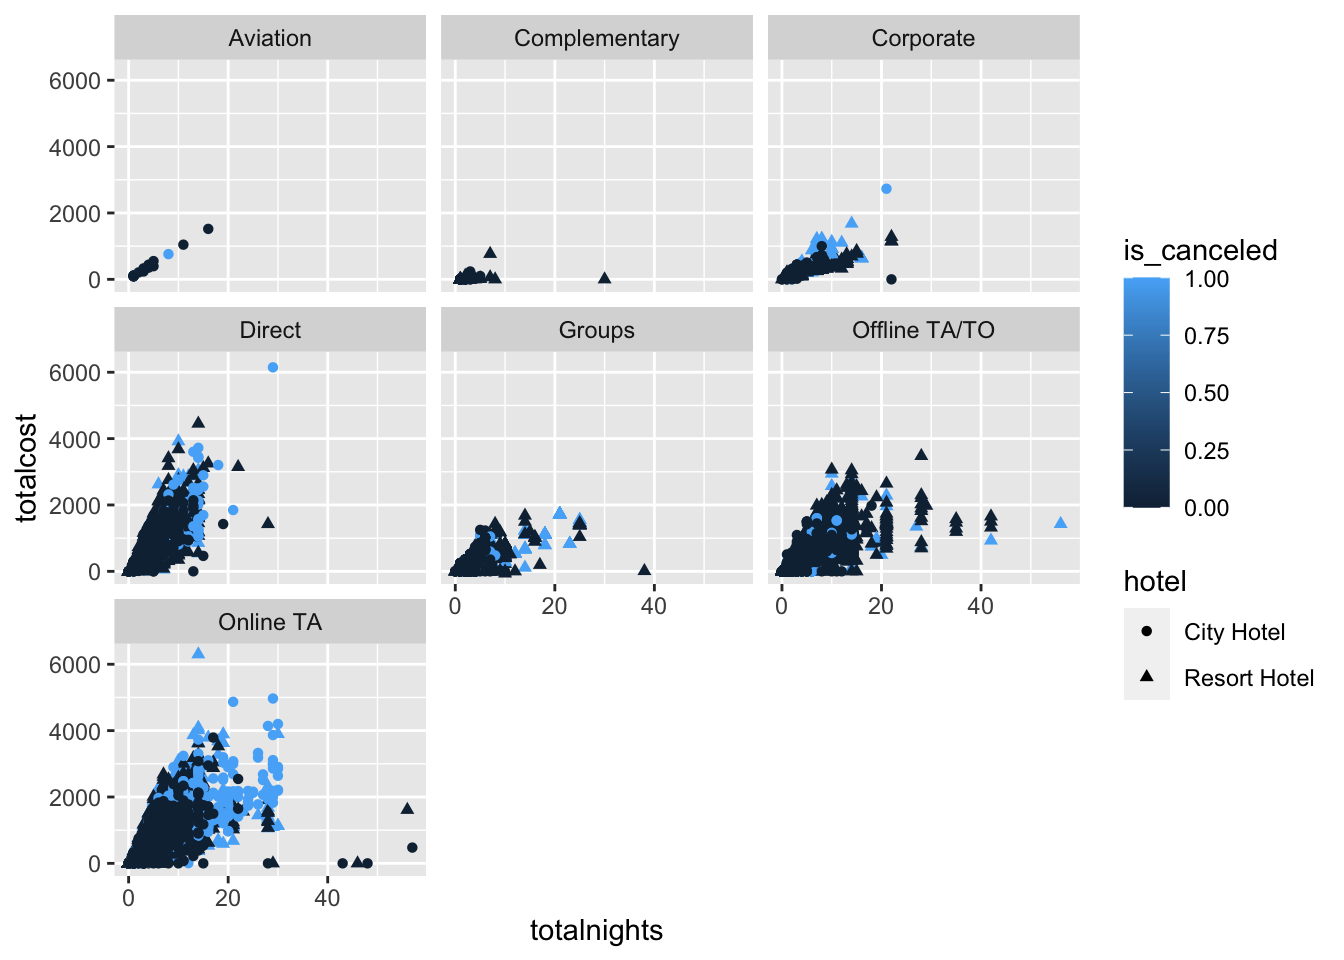 Aviation
Complementary
Corporate
6000
4000
2000
0
Direct
Groups
Offline TA/TO
6000
4000
2000
0
0 20 40
0 20 40
Online TA
6000
4000
2000
0
0 20 40
totalnights
totalcost
is_canceled
1.00
0.75
0.50
0.25
0.00
hotel
City Hotel
Resort Hotel